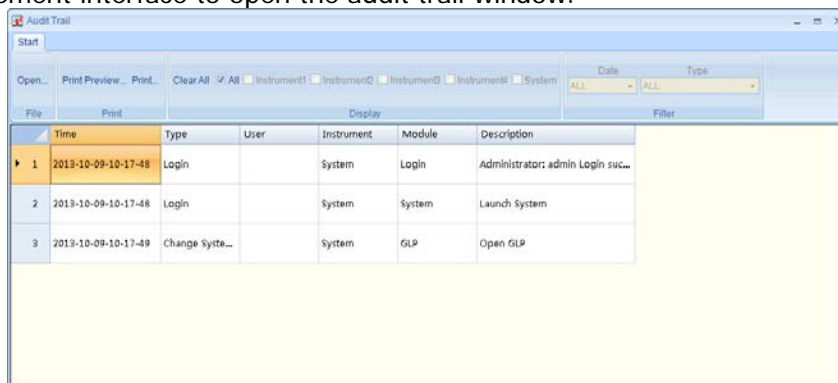 ement interface to open the audit trail window.
Audit Trail
Start
Open... Print Preview... Print... Clear All All Instrument1 Instrument2 Instrument3 Instrument4 System Date Type
ALL ALL
File Print Display Filter
Time Type User Instrument Module Description
1 2013-10-09-10-17-48 Login System Login Administrator: admin Login suc...
2 2013-10-09-10-17-48 Login System System Launch System
3 2013-10-09-10-17-49 Change Syste... System GLP Open GLP